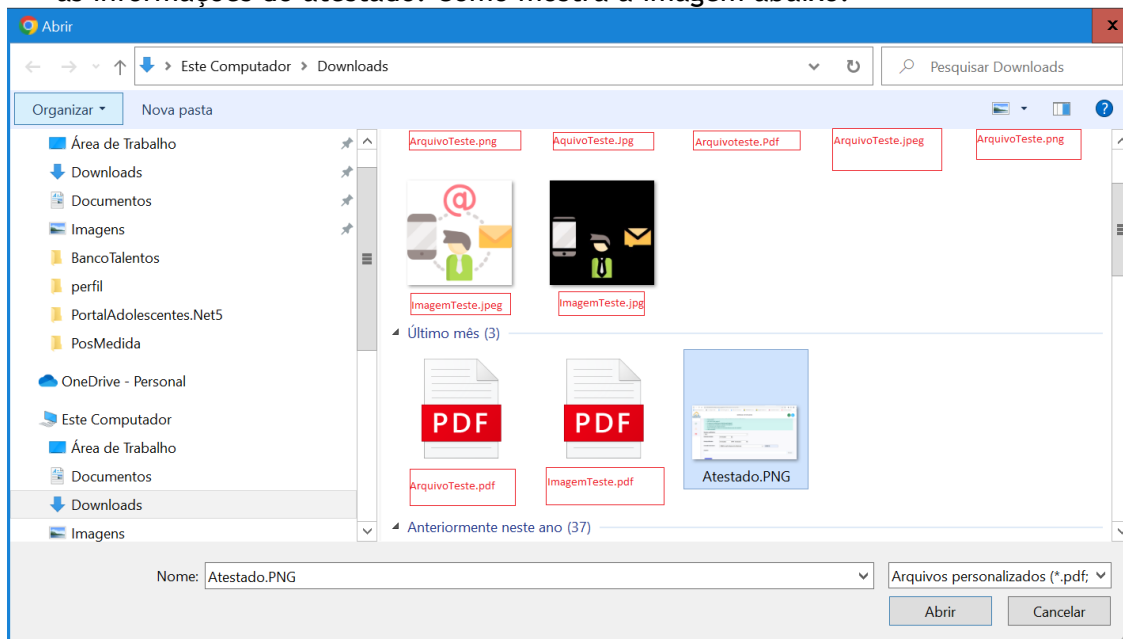 as informações do atestado. Como mostra a imagem abaixo:
Abrir
Este Computador > Downloads
Pesquisar Downloads
Organizar
Nova pasta
Área de Trabalho
Downloads
Documentos
Imagens
BancoTalentos
perfil
PortalAdolescentes.Net5
PosMedida
OneDrive - Personal
Este Computador
Área de Trabalho
Documentos
Downloads
Imagens
ArquivoTeste.png
AquivoTeste.Jpg
Arquivoteste.Pdf
ArquivoTeste.jpeg
ArquivoTeste.png
@
ImagemTeste.jpeg
ImagemTeste.jpg
Último mês (3)
PDF
PDF
ArquivoTeste.pdf
ImagemTeste.pdf
Atestado.PNG
Anteriormente neste ano (37)
Nome: Atestado.PNG
Arquivos personalizados (*.pdf;
Abrir
Cancelar